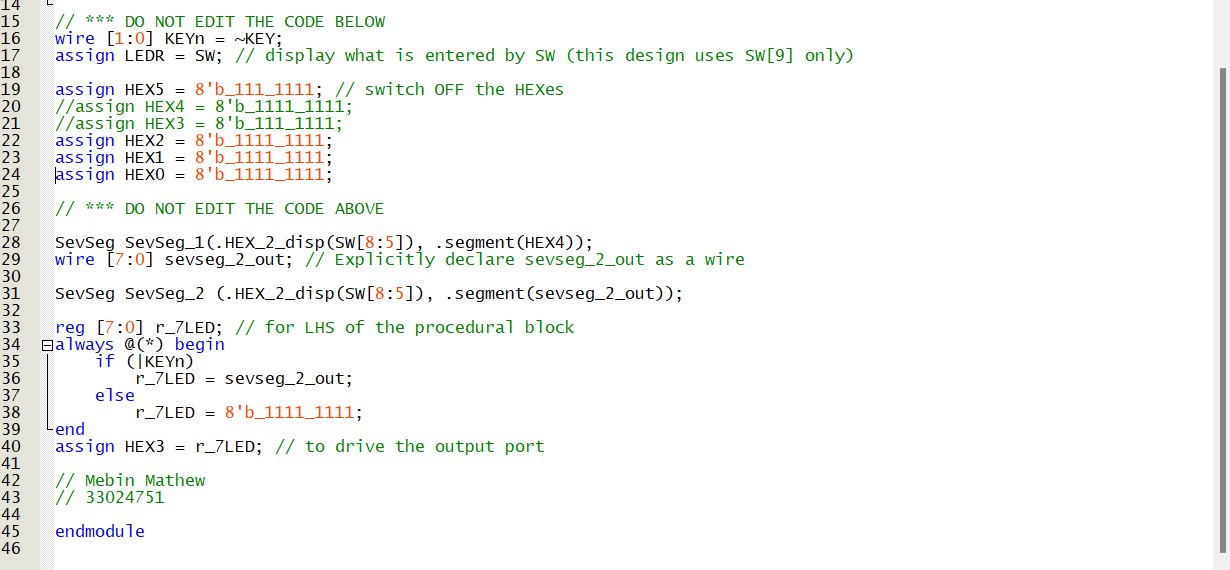 14
15 // *** DO NOT EDIT THE CODE BELOW
16 wire [1:0] KEYn = ~KEY;
17 assign LEDR = SW; // display what is entered by SW (this design uses SW[9] only)
18
19 assign HEX5 = 8'b_111_1111; // switch OFF the HEXes
20 //assign HEX4 = 8'b_1111_1111;
21 //assign HEX3 = 8'b_111_1111;
22 assign HEX2 = 8'b_1111_1111;
23 assign HEX1 = 8'b_1111_1111;
24 assign HEX0 = 8'b_1111_1111;
25
26 // *** DO NOT EDIT THE CODE ABOVE
27
28 SevSeg SevSeg_1(.HEX_2_disp(SW[8:5]), .segment(HEX4));
29 wire [7:0] sevseg_2_out; // Explicitly declare sevseg_2_out as a wire
30
31 SevSeg SevSeg_2 (.HEX_2_disp(SW[8:5]), .segment(sevseg_2_out));
32
33 reg [7:0] r_7LED; // for LHS of the procedural block
34 always @(*) begin
35 if (|KEYn)
36 r_7LED = sevseg_2_out;
37 else
38 r_7LED = 8'b_1111_1111;
39 end
40 assign HEX3 = r_7LED; // to drive the output port
41
42 // Mebin Mathew
43 // 33024751
44
45 endmodule
46